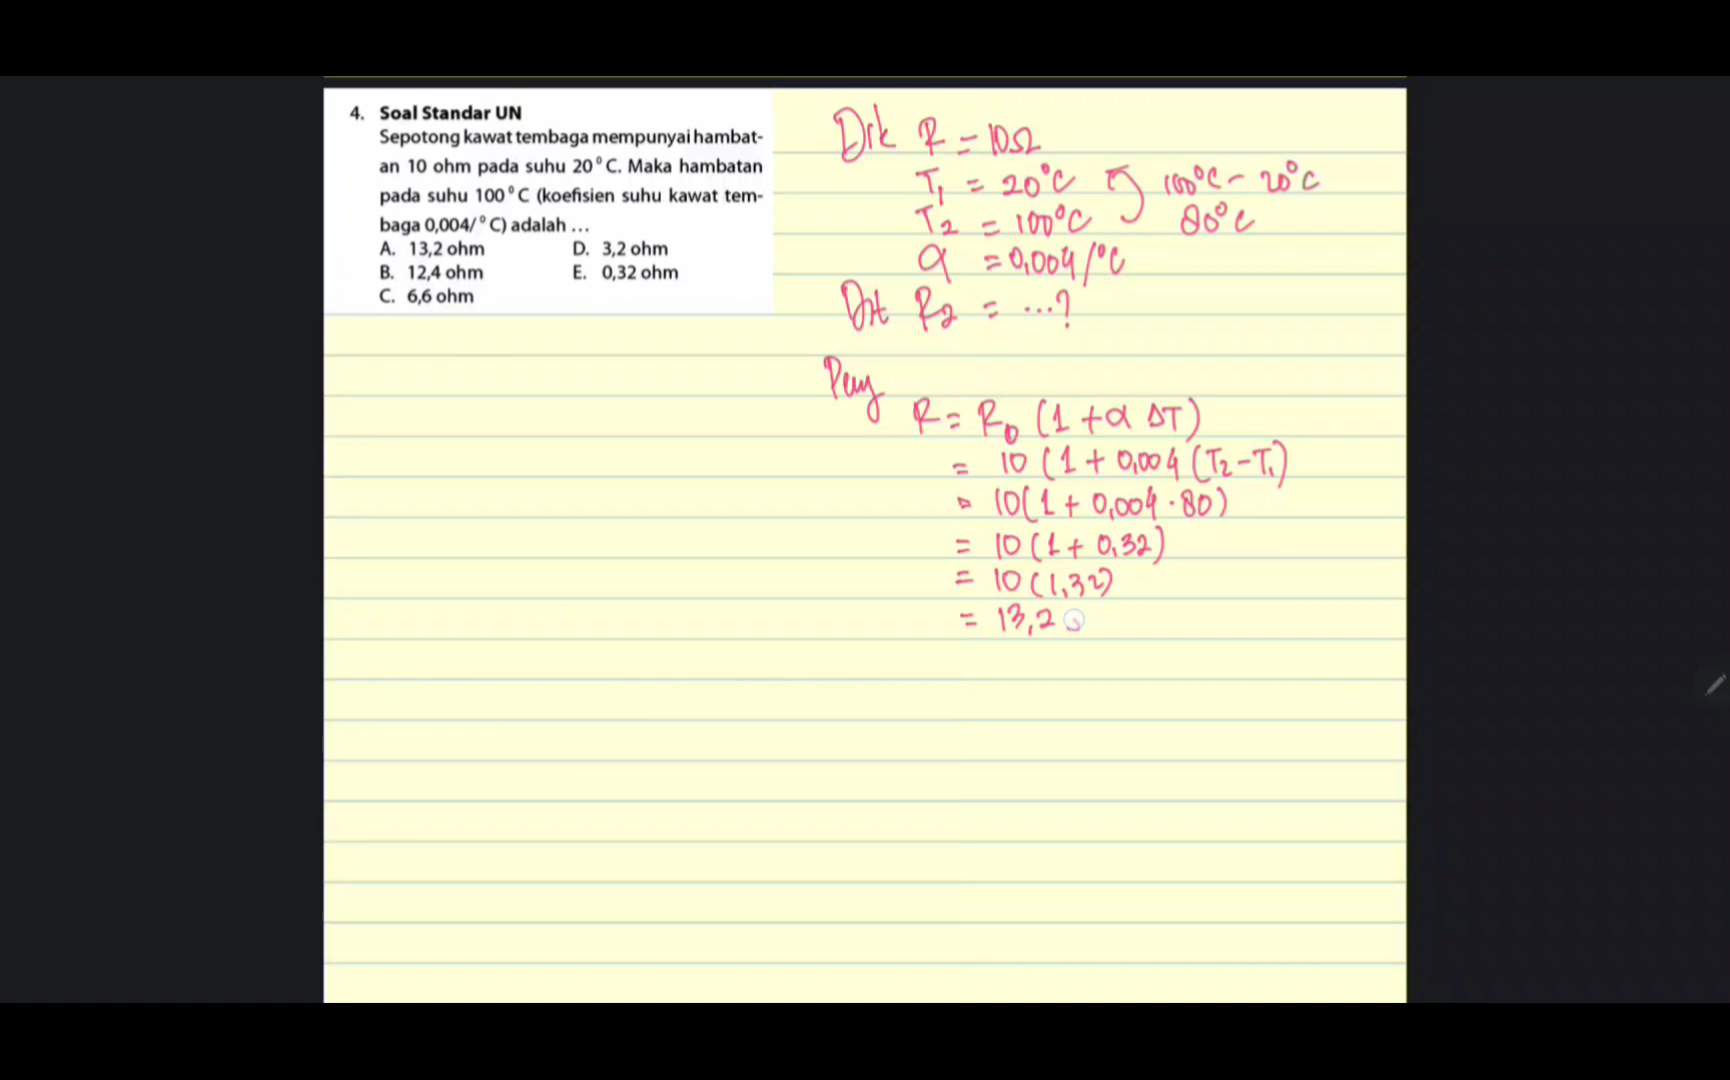 4. Soal Standar UN
Sepotong kawat tembaga mempunyai hambat-
an 10 ohm pada suhu 20 °C. Maka hambatan
pada suhu 100 °C (koefisien suhu kawat tem-
baga 0,004/ °C) adalah ...
A. 13,2 ohm D. 3,2 ohm
B. 12,4 ohm E. 0,32 ohm
C. 6,6 ohm
Dik R = 10Ω
T₁ = 20°C 100°C - 20°C
T₂ = 100°C 80°C
α = 0,004/°C
Dit R₂ = ...?
Peny
R = R₀ (1 + α ΔT)
= 10 (1 + 0,004 (T₂ - T₁)
= 10(1 + 0,004 · 80)
= 10 (1 + 0,32)
= 10 (1,32)
= 13,2